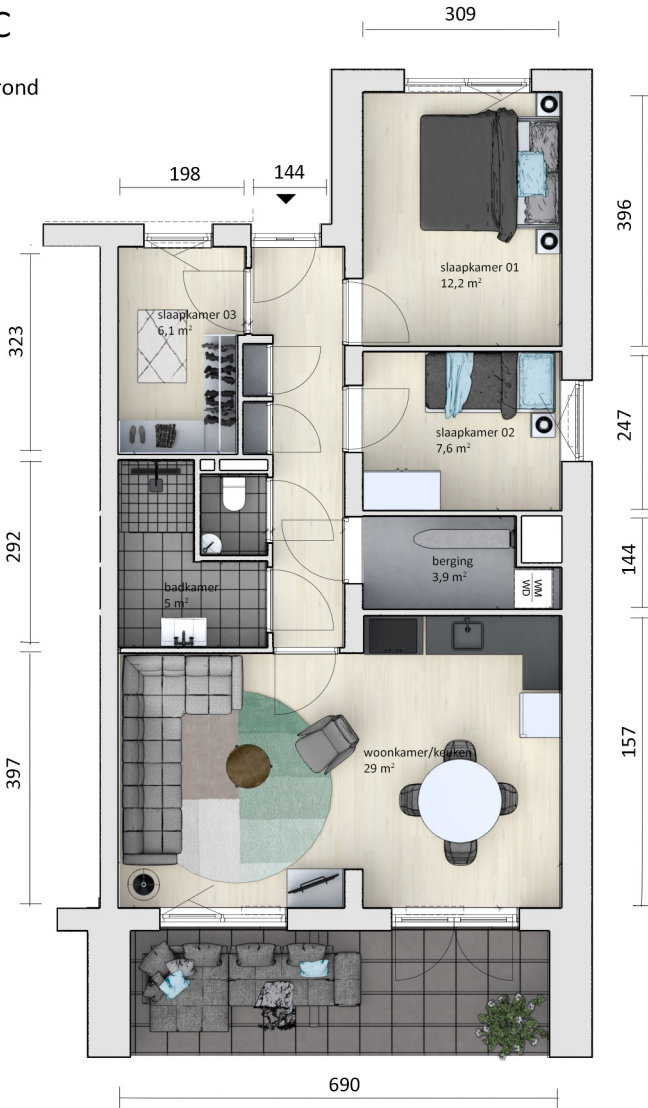 C
rond
309
198
144
396
slaapkamer 01
12,2 m²
slaapkamer 03
6,1 m²
323
slaapkamer 02
7,6 m²
247
292
berging
3,9 m²
WM
WD
144
badkamer
5 m²
woonkamer/keuken
29 m²
397
157
690